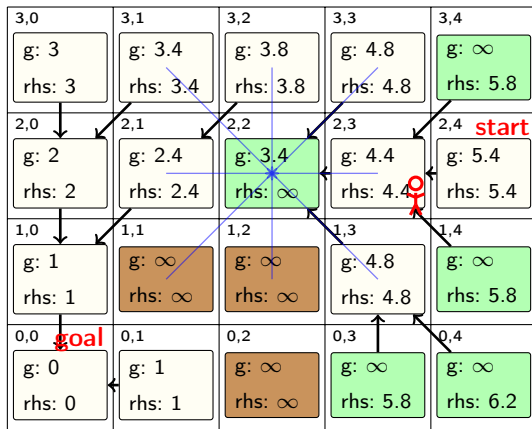 3,0 3,1 3,2 3,3 3,4
g: 3 g: 3.4 g: 3.8 g: 4.8 g: ∞
rhs: 3 rhs: 3.4 rhs: 3.8 rhs: 4.8 rhs: 5.8
2,0 2,1 2,2 2,3 2,4 start
g: 2 g: 2.4 g: 3.4 g: 4.4 g: 5.4
rhs: 2 rhs: 2.4 rhs: ∞ rhs: 4.4 rhs: 5.4
1,0 1,1 1,2 1,3 1,4
g: 1 g: ∞ g: ∞ g: 4.8 g: ∞
rhs: 1 rhs: ∞ rhs: ∞ rhs: 4.8 rhs: 5.8
0,0 goal 0,1 0,2 0,3 0,4
g: 0 g: 1 g: ∞ g: ∞ g: ∞
rhs: 0 rhs: 1 rhs: ∞ rhs: 5.8 rhs: 6.2